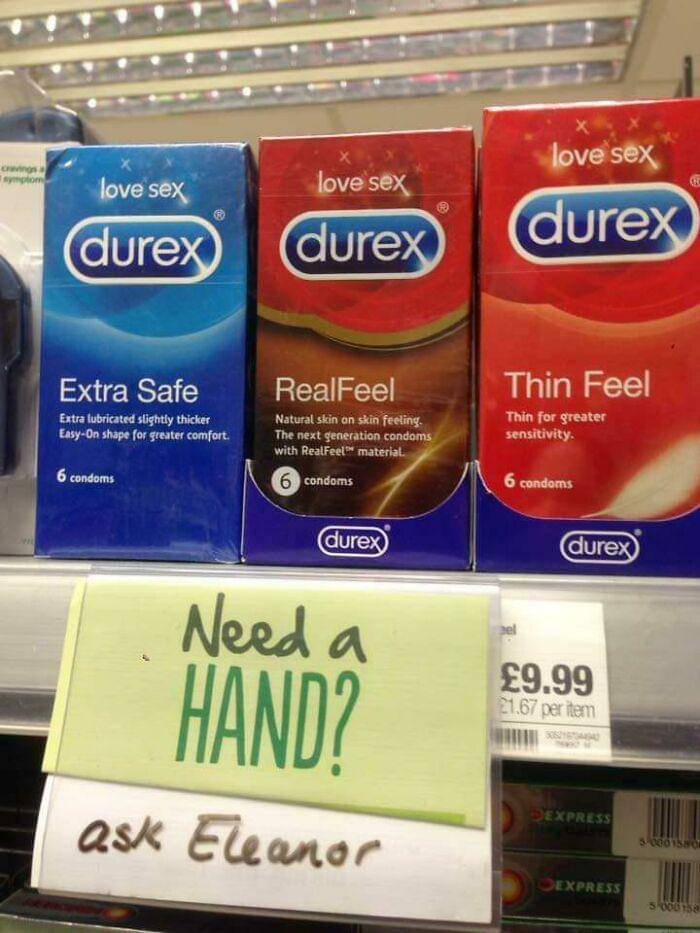 cravings a
symptom
love sex
durex
Extra Safe
Extra lubricated slightly thicker
Easy-On shape for greater comfort.
6 condoms
love sex
durex
RealFeel
Natural skin on skin feeling.
The next generation condoms
with RealFeel™ material.
6 condoms
durex
love sex
durex
Thin Feel
Thin for greater
sensitivity.
6 condoms
durex
Need a
HAND?
ask Eleanor
£9.99
£1.67 per item
EXPRESS
EXPRESS